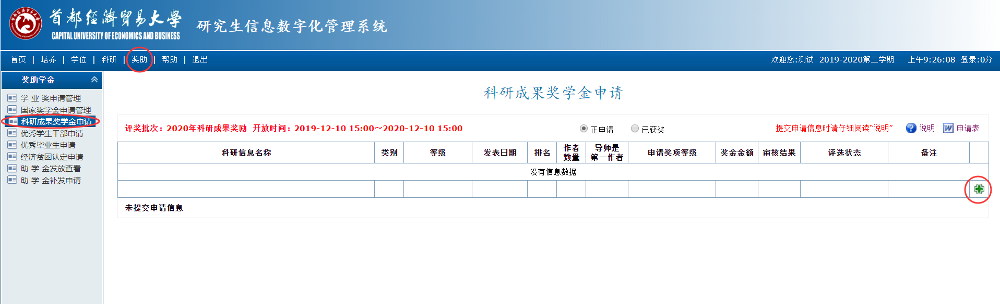 首都經濟貿易大學
CAPITAL UNIVERSITY OF ECONOMICS AND BUSINESS
研究生信息数字化管理系统
首页 | 培养 | 学位 | 科研 | 奖助 | 帮助 | 退出
欢迎您:测试 2019-2020第二学期 上午9:26:08 登录:0分
奖助学金
学 业 奖申请管理
国家奖学金申请管理
科研成果奖学金申请
优秀学生干部申请
优秀毕业生申请
经济贫困认定申请
助 学 金发放查看
助 学 金补发申请
科研成果奖学金申请
评奖批次：2020年科研成果奖励 开放时间：2019-12-10 15:00～2020-12-10 15:00
正申请 已获奖
提交申请信息时请仔细阅读“说明” 说明 申请表
科研信息名称 类别 等级 发表日期 排名 作者数量 导师是第一作者 申请奖项等级 奖金金额 审核结果 评选状态 备注
没有信息数据
未提交申请信息